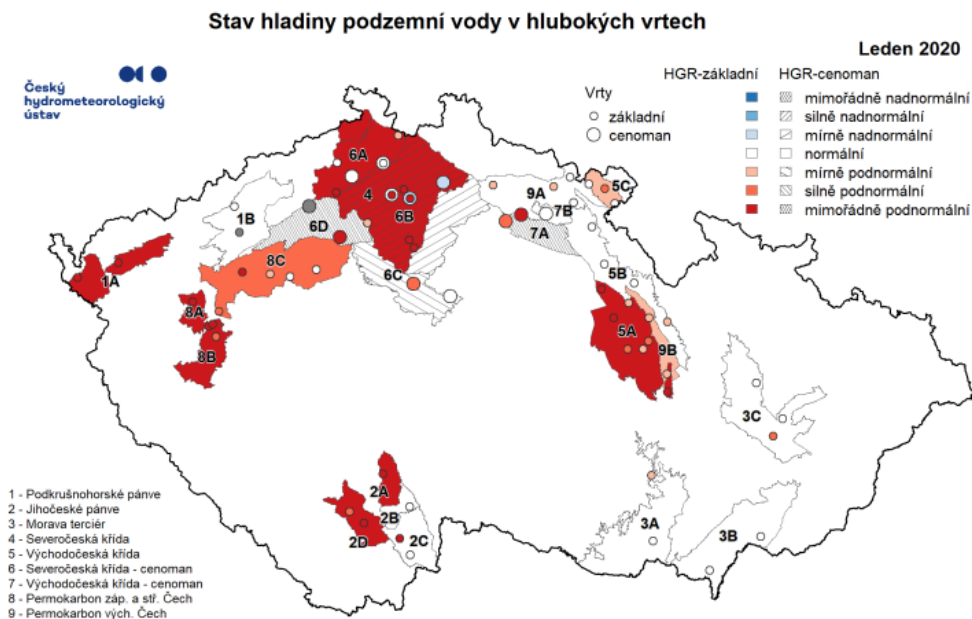 Stav hladiny podzemní vody v hlubokých vrtech
Leden 2020
Český
hydrometeorologický
ústav
HGR-základní HGR-cenoman
Vrty
základní
cenoman
mimořádně nadnormální
silně nadnormální
mírně nadnormální
normální
mírně podnormální
silně podnormální
mimořádně podnormální
6A
5C
4
9A
6B
7B
1B
6D
7A
8C
6C
5B
1A
8A
5A
8B
9B
3C
2A
2B
3A
3B
2D
2C
1 - Podkrušnohorské pánve
2 - Jihočeské pánve
3 - Morava terciér
4 - Severočeská křída
5 - Východočeská křída
6 - Severočeská křída - cenoman
7 - Východočeská křída - cenoman
8 - Permokarbon záp. a stř. Čech
9 - Permokarbon vých. Čech